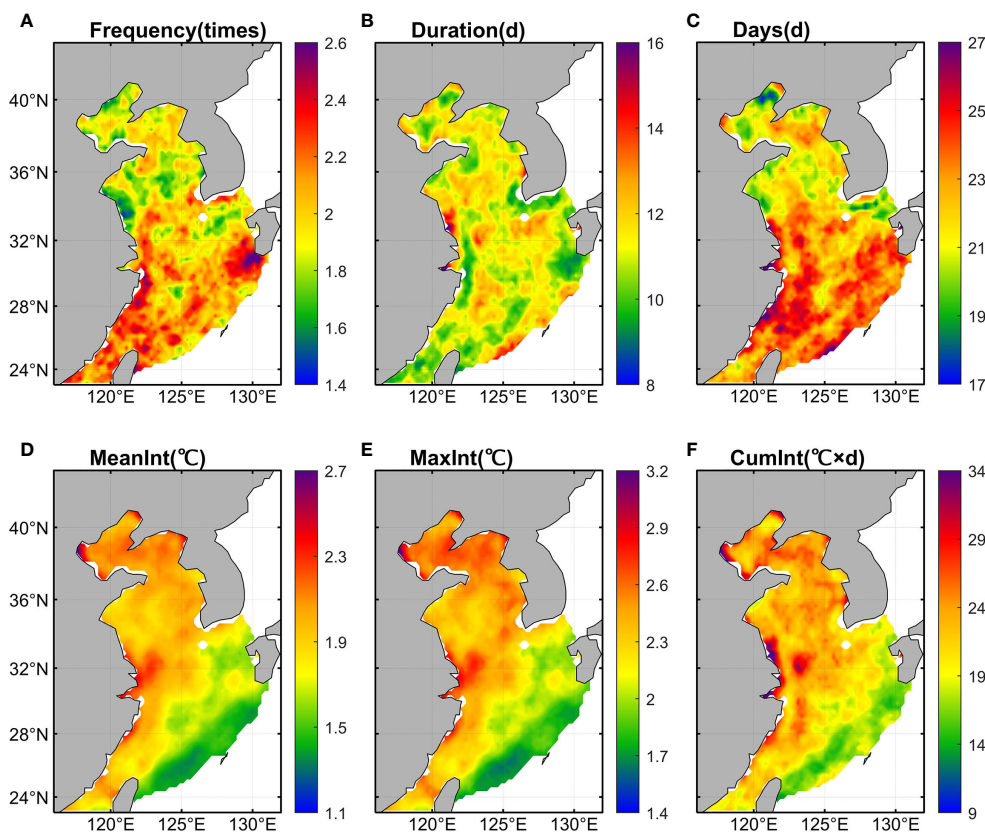 A Frequency(times) B Duration(d) C Days(d)
2.6 16 27
40°N 2.4 14 25
36°N 2.2 12 23
32°N 2 10 21
28°N 1.8 8 19
24°N 1.6 17
1.4
120°E 125°E 130°E 120°E 125°E 130°E 120°E 125°E 130°E
D MeanInt(℃) E MaxInt(℃) F CumInt(℃×d)
2.7 3.2 34
40°N 2.3 2.9 29
36°N 1.9 2.6 24
32°N 1.5 2.3 19
28°N 1.1 2 14
24°N 1.7 9
1.4
120°E 125°E 130°E 120°E 125°E 130°E 120°E 125°E 130°E